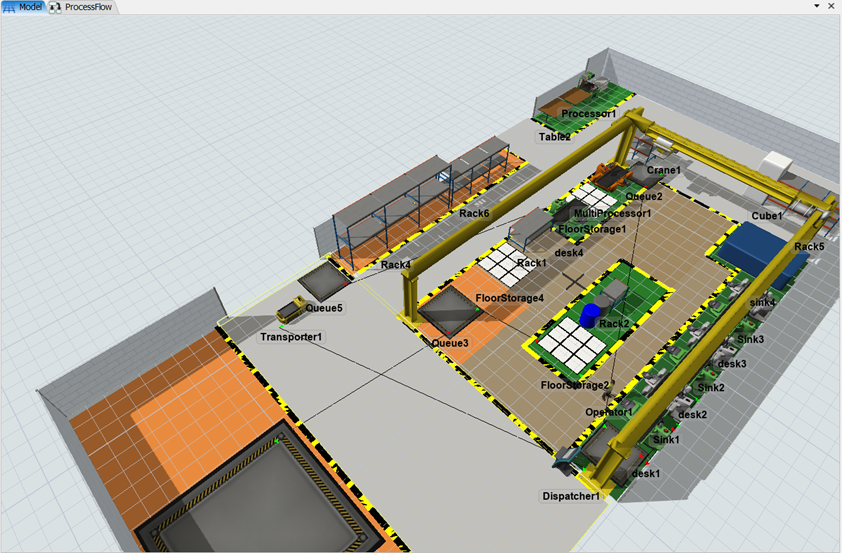 Model
ProcessFlow
Processor1
Table2
Crane1
Queue2
MultiProcessor1
FloorStorage1
Rack6
Cube1
Rack5
desk4
Rack1
Rack4
FloorStorage4
Queue5
sink4
Rack2
Transporter1
Queue3
Sink3
desk3
FloorStorage2
Sink2
Operator1
desk2
Sink1
desk1
Dispatcher1